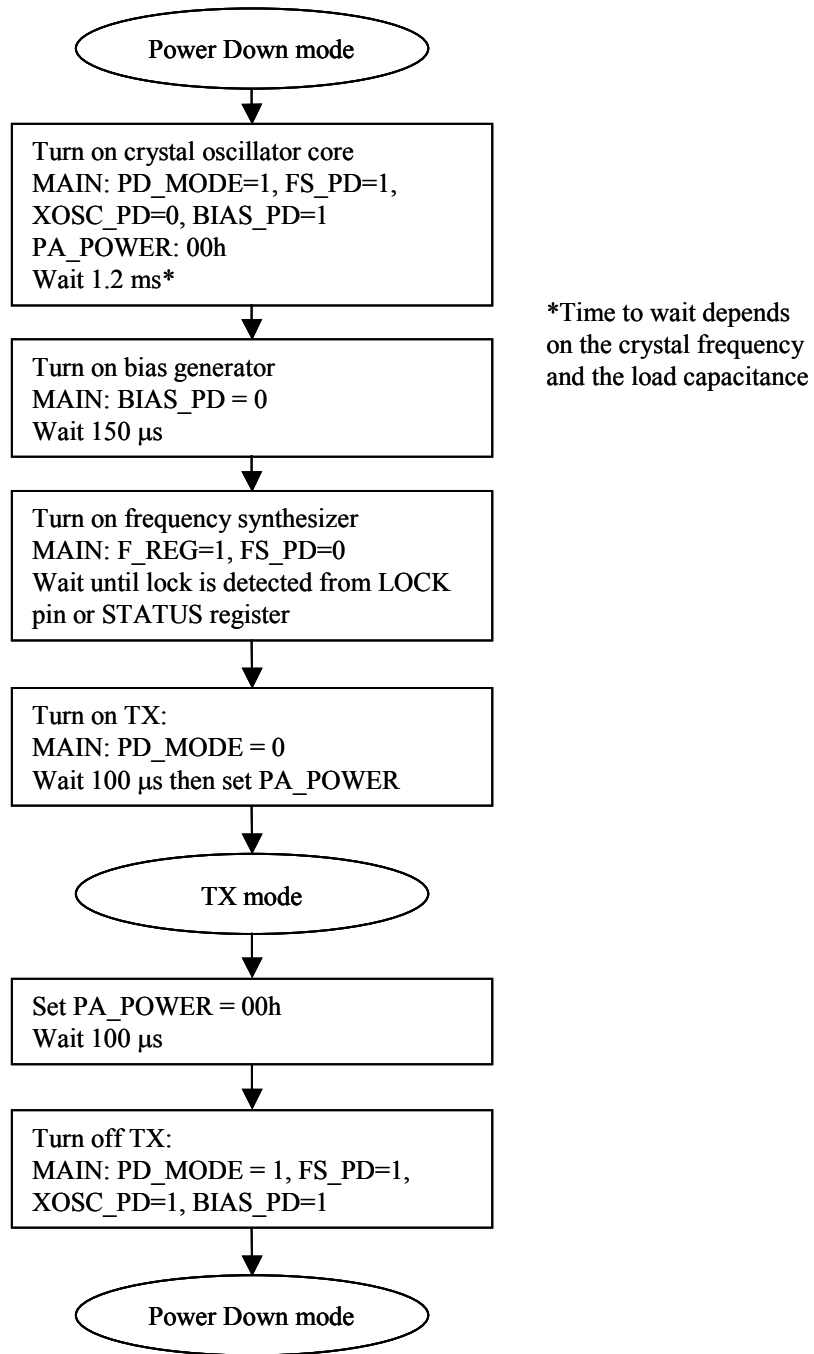 Power Down mode
Turn on crystal oscillator core
MAIN: PD_MODE=1, FS_PD=1,
XOSC_PD=0, BIAS_PD=1
PA_POWER: 00h
Wait 1.2 ms*
*Time to wait depends
on the crystal frequency
and the load capacitance
Turn on bias generator
MAIN: BIAS_PD = 0
Wait 150 μs
Turn on frequency synthesizer
MAIN: F_REG=1, FS_PD=0
Wait until lock is detected from LOCK
pin or STATUS register
Turn on TX:
MAIN: PD_MODE = 0
Wait 100 μs then set PA_POWER
TX mode
Set PA_POWER = 00h
Wait 100 μs
Turn off TX:
MAIN: PD_MODE = 1, FS_PD=1,
XOSC_PD=1, BIAS_PD=1
Power Down mode